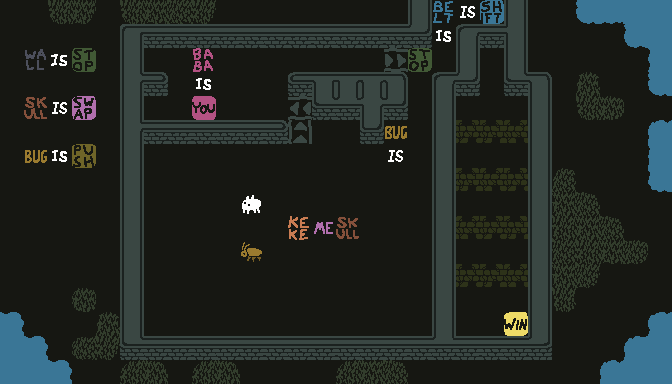 BELT IS SHIFT
IS
WALL IS STOP
BABA
STOP
IS
SKULL IS SWAP
YOU
BUG
BUG IS PUSH
IS
KEKE ME SKULL
WIN